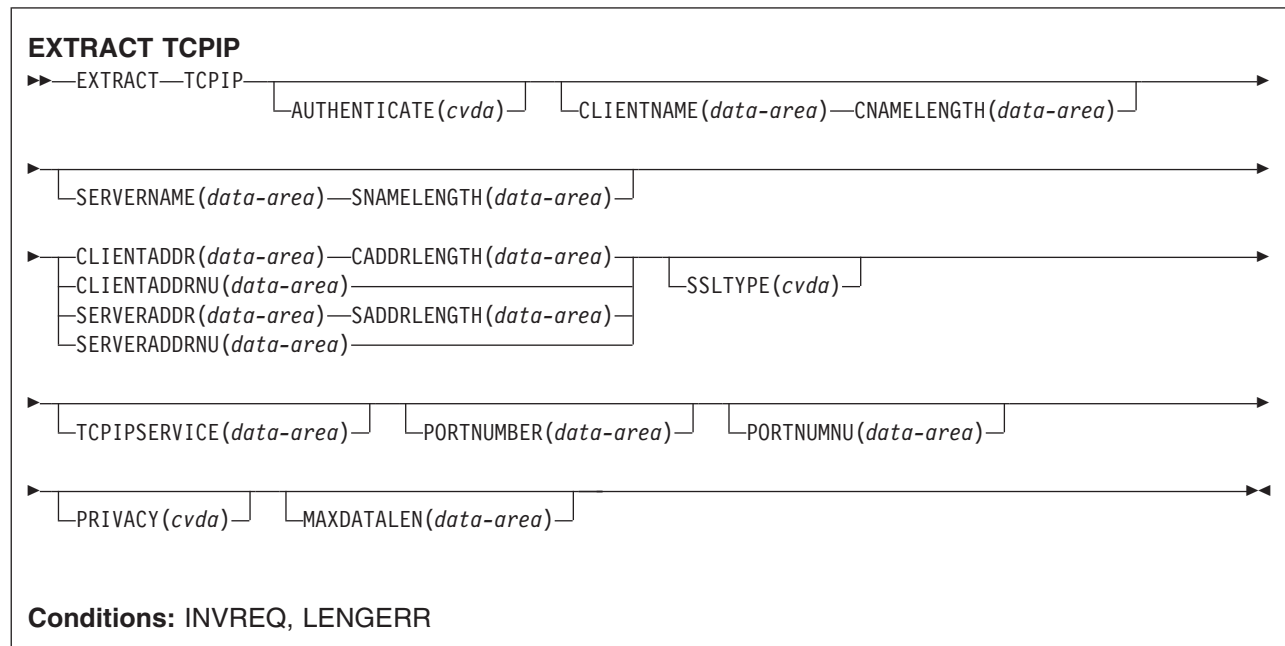 EXTRACT TCPIP
EXTRACT TCPIP
AUTHENTICATE(cvda) CLIENTNAME(data-area) CNAMELENGTH(data-area)
SERVERNAME(data-area) SNAMELENGTH(data-area)
CLIENTADDR(data-area) CADDRLENGTH(data-area)
CLIENTADDRNU(data-area) SSLTYPE(cvda)
SERVERADDR(data-area) SADDRLENGTH(data-area)
SERVERADDRNU(data-area)
TCPIPSERVICE(data-area) PORTNUMBER(data-area) PORTNUMNU(data-area)
PRIVACY(cvda) MAXDATALEN(data-area)
Conditions: INVREQ, LENGERR